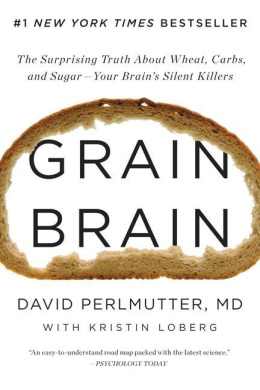 #1 NEW YORK TIMES BESTSELLER
The Surprising Truth About Wheat, Carbs,
and Sugar—Your Brain's Silent Killers
GRAIN
BRAIN
DAVID PERLMUTTER, MD
WITH KRISTIN LOBERG
"An easy-to-understand road map packed with the latest science."
—PSYCHOLOGY TODAY